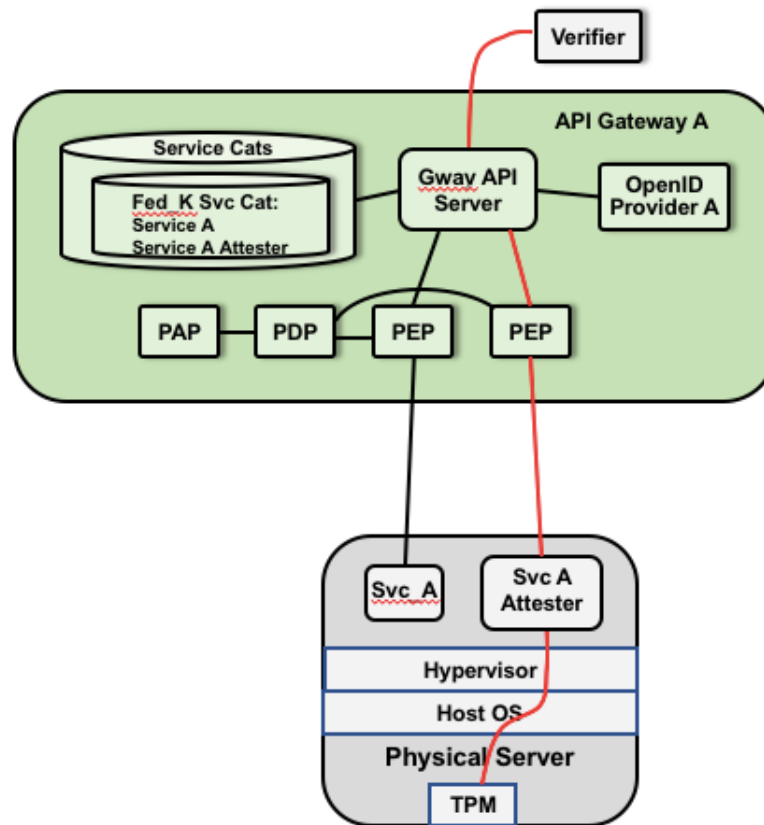 Verifier
API Gateway A
Service Cats
Fed_K Svc Cat:
Service A
Service A Attester
Gway API
Server
OpenID
Provider A
PAP
PDP
PEP
PEP
Svc_A
Svc A
Attester
Hypervisor
Host OS
Physical Server
TPM